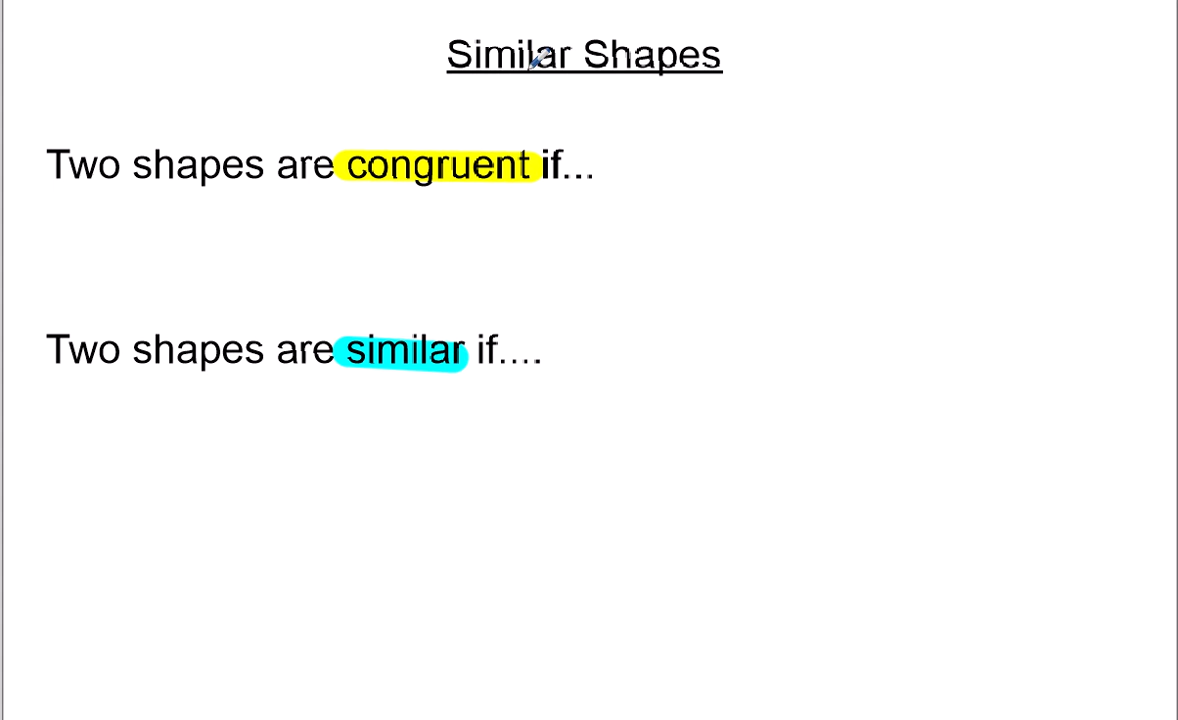 Similar Shapes
Two shapes are congruent if...
Two shapes are similar if....